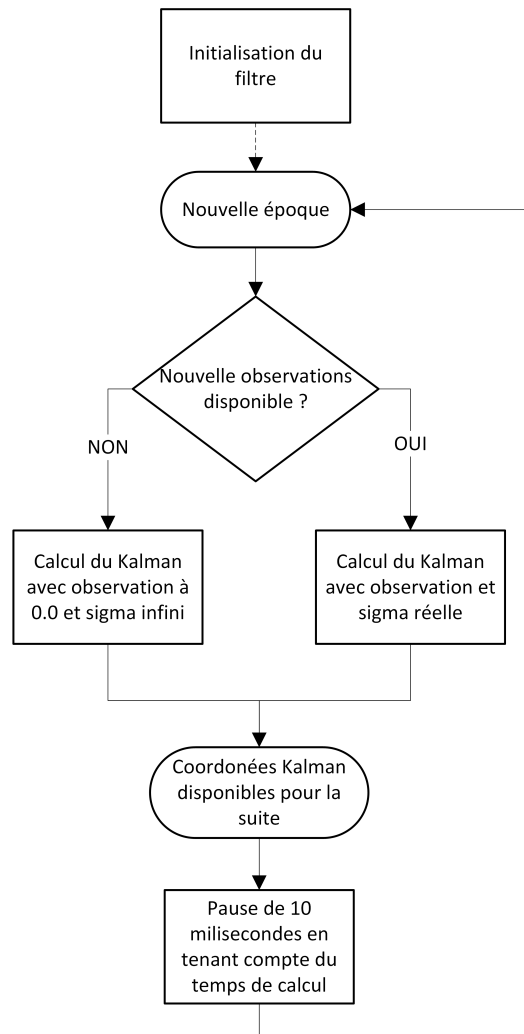 Initialisation du
filtre
Nouvelle époque
Nouvelle observations
disponible ?
NON
OUI
Calcul du Kalman
avec observation à
0.0 et sigma infini
Calcul du Kalman
avec observation et
sigma réelle
Coordonées Kalman
disponibles pour la
suite
Pause de 10
milisecondes en
tenant compte du
temps de calcul